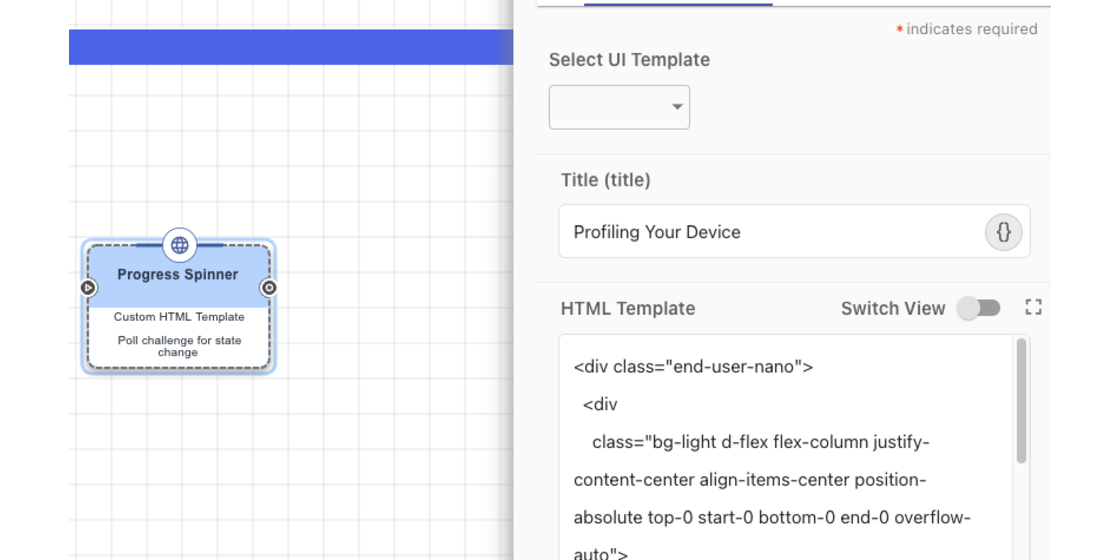 * indicates required
Select UI Template
Title (title)
Profiling Your Device
{}
HTML Template
Switch View
<div class="end-user-nano">
<div
class="bg-light d-flex flex-column justify-
content-center align-items-center position-
absolute top-0 start-0 bottom-0 end-0 overflow-
auto">
Progress Spinner
Custom HTML Template
Poll challenge for state
change